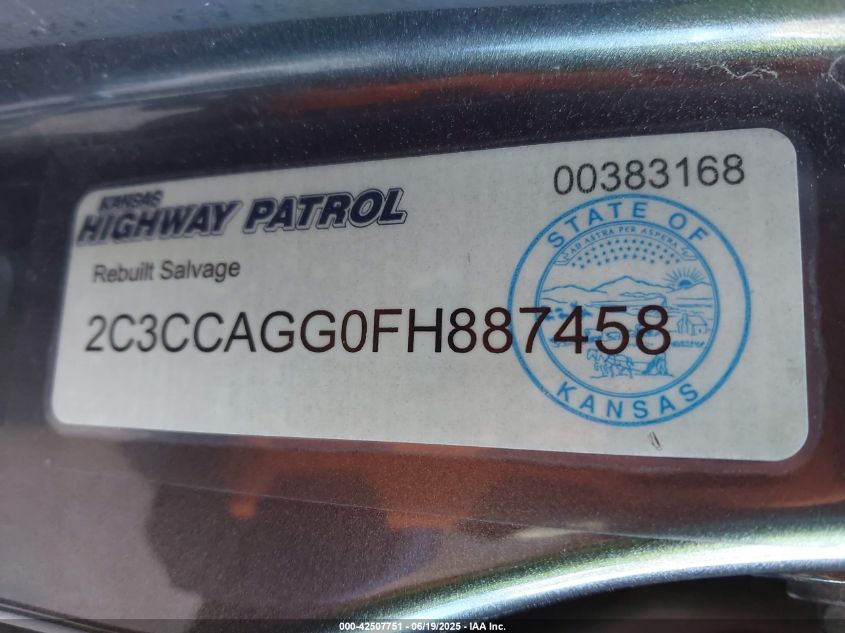 00383168
KANSAS
HIGHWAY PATROL
Rebuilt Salvage
2C3CCAGG0FH887458
STATE OF
AD ASTRA PER ASPERA
KANSAS
000-42507751 - 06/19/2025 - IAA Inc.